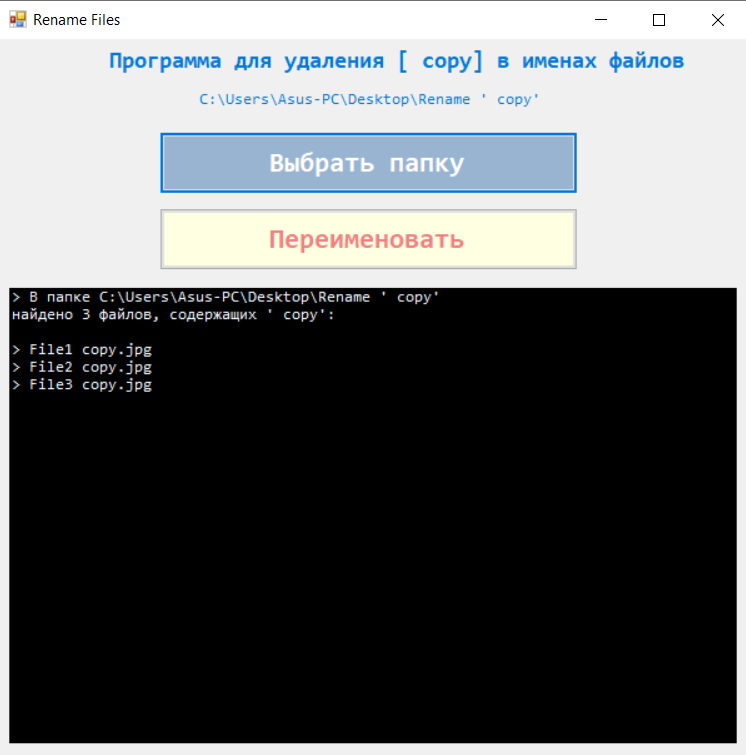 Rename Files
Программа для удаления [ copy] в именах файлов
C:\Users\Asus-PC\Desktop\Rename ' copy'
Выбрать папку
Переименовать
> В папке C:\Users\Asus-PC\Desktop\Rename ' copy'
найдено 3 файлов, содержащих ' copy':
> File1 copy.jpg
> File2 copy.jpg
> File3 copy.jpg